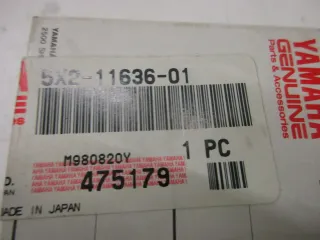 5X2-11636-01
M980820Y
1 PC
475179
MADE IN JAPAN
YAMAHA
GENUINE
Parts & Accessories